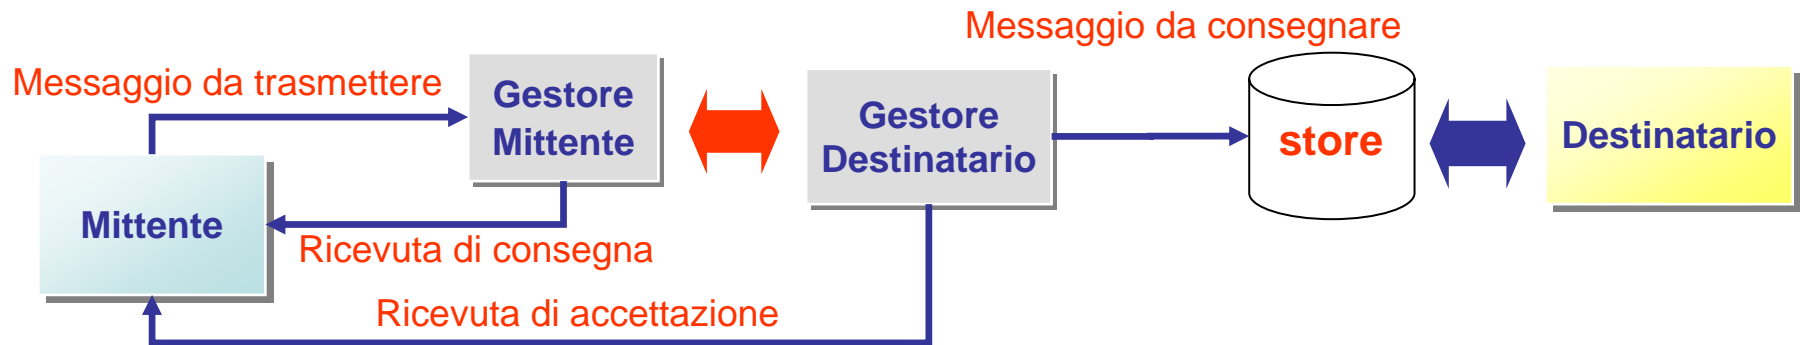 Messaggio da consegnare
Messaggio da trasmettere
Gestore
Mittente
Gestore
Destinatario
store
Destinatario
Mittente
Ricevuta di consegna
Ricevuta di accettazione